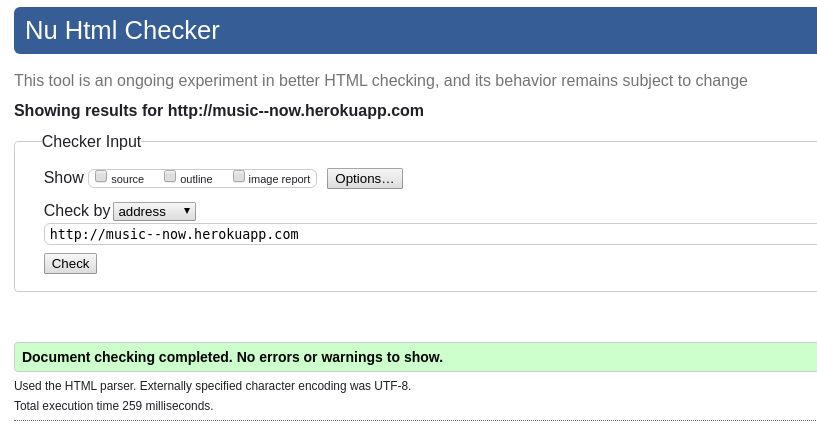 Nu Html Checker
This tool is an ongoing experiment in better HTML checking, and its behavior remains subject to change
Showing results for http://music--now.herokuapp.com
Checker Input
Show source outline image report Options...
Check by address
http://music--now.herokuapp.com
Check
Document checking completed. No errors or warnings to show.
Used the HTML parser. Externally specified character encoding was UTF-8.
Total execution time 259 milliseconds.